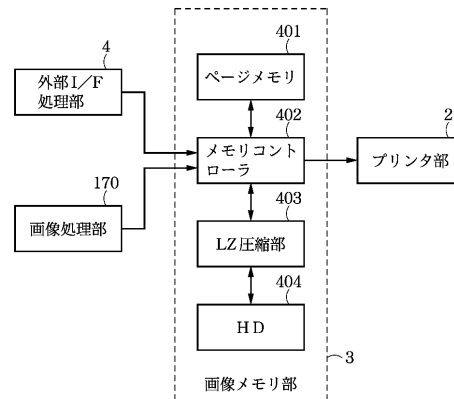 401
ページメモリ
4
外部I/F
処理部
402
メモリコント
ローラ
2
プリンタ部
170
画像処理部
403
LZ圧縮部
404
HD
3
画像メモリ部